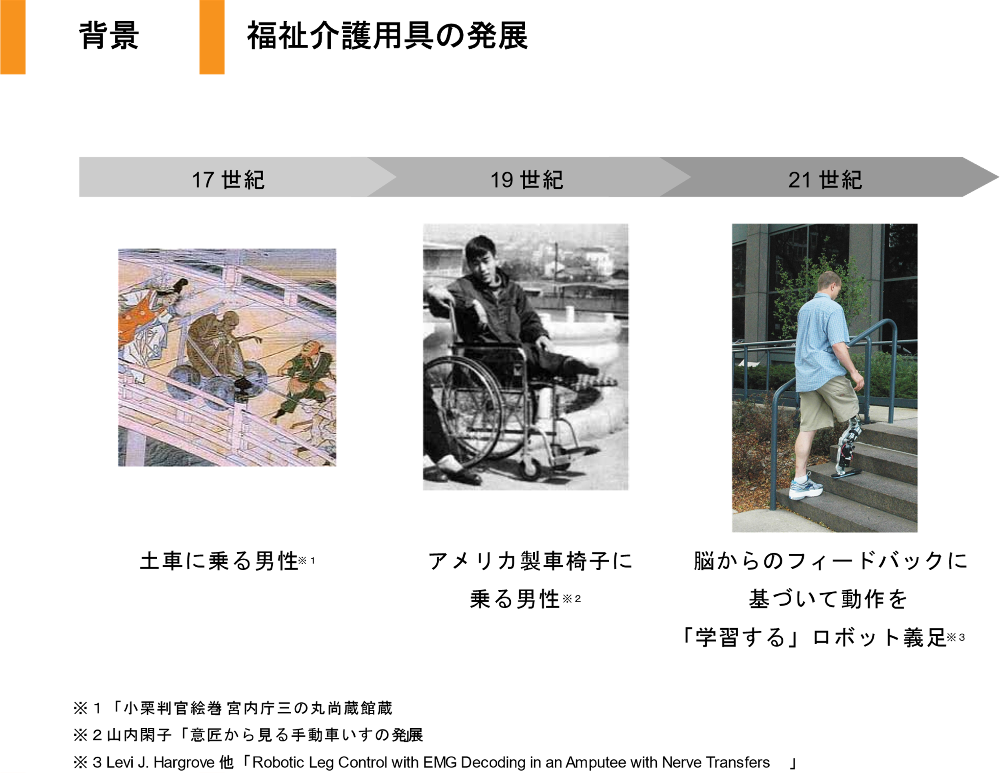 背景
福祉介護用具の発展
17 世紀
19 世紀
21 世紀
土車に乗る男性※1
アメリカ製車椅子に
乗る男性※2
脳からのフィードバックに
基づいて動作を
「学習する」ロボット義足※3
※1「小栗判官絵巻 宮内庁三の丸尚蔵館蔵
※2 山内閑子「意匠から見る手動車いすの発展」
※3 Levi J. Hargrove 他「Robotic Leg Control with EMG Decoding in an Amputee with Nerve Transfers 」